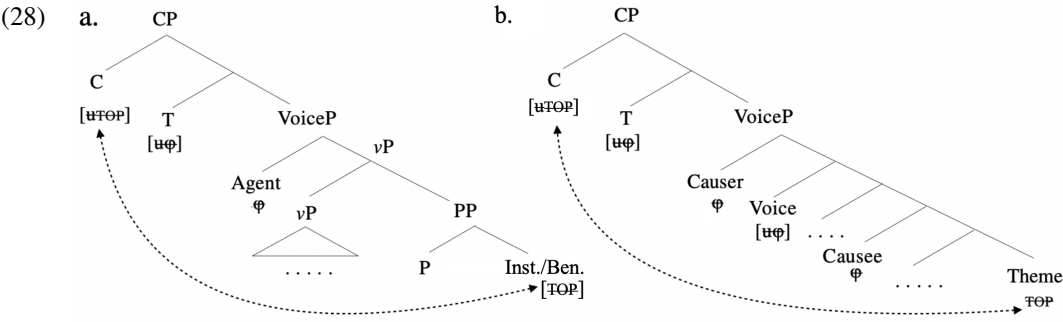 (28) a. b.
CP CP
C C
[uTOP] T VoiceP [uTOP] T VoiceP
[uφ] [uφ]
Agent vP Causer
φ φ
vP PP Voice
..... [uφ] ....
P Inst./Ben. Causee
[TOP] φ
..... Theme
TOP